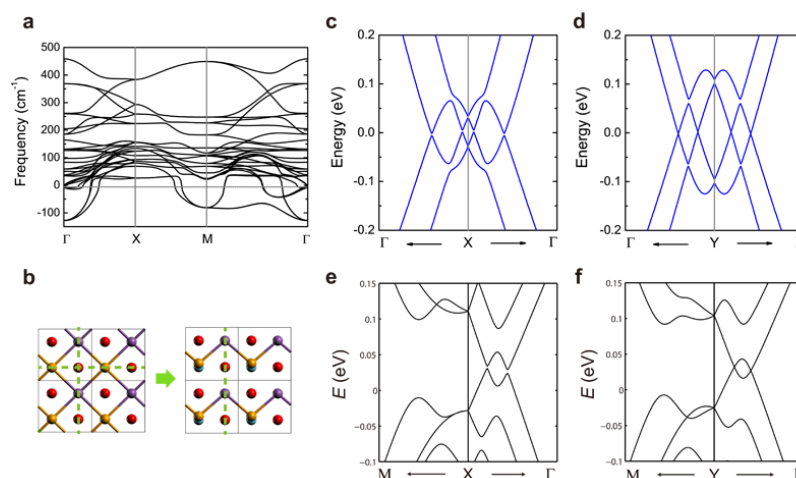 a
Frequency (cm⁻¹)
500
400
300
200
100
0
-100
Γ X M Γ
b
c
Energy (eV)
0.2
0.1
0.0
-0.1
-0.2
Γ X Γ
d
Energy (eV)
0.2
0.1
0.0
-0.1
-0.2
Γ Y
e
E (eV)
0.15
0.1
0.05
0
-0.05
-0.1
M X Γ
f
E (eV)
0.15
0.1
0.05
0
-0.05
-0.1
M Y